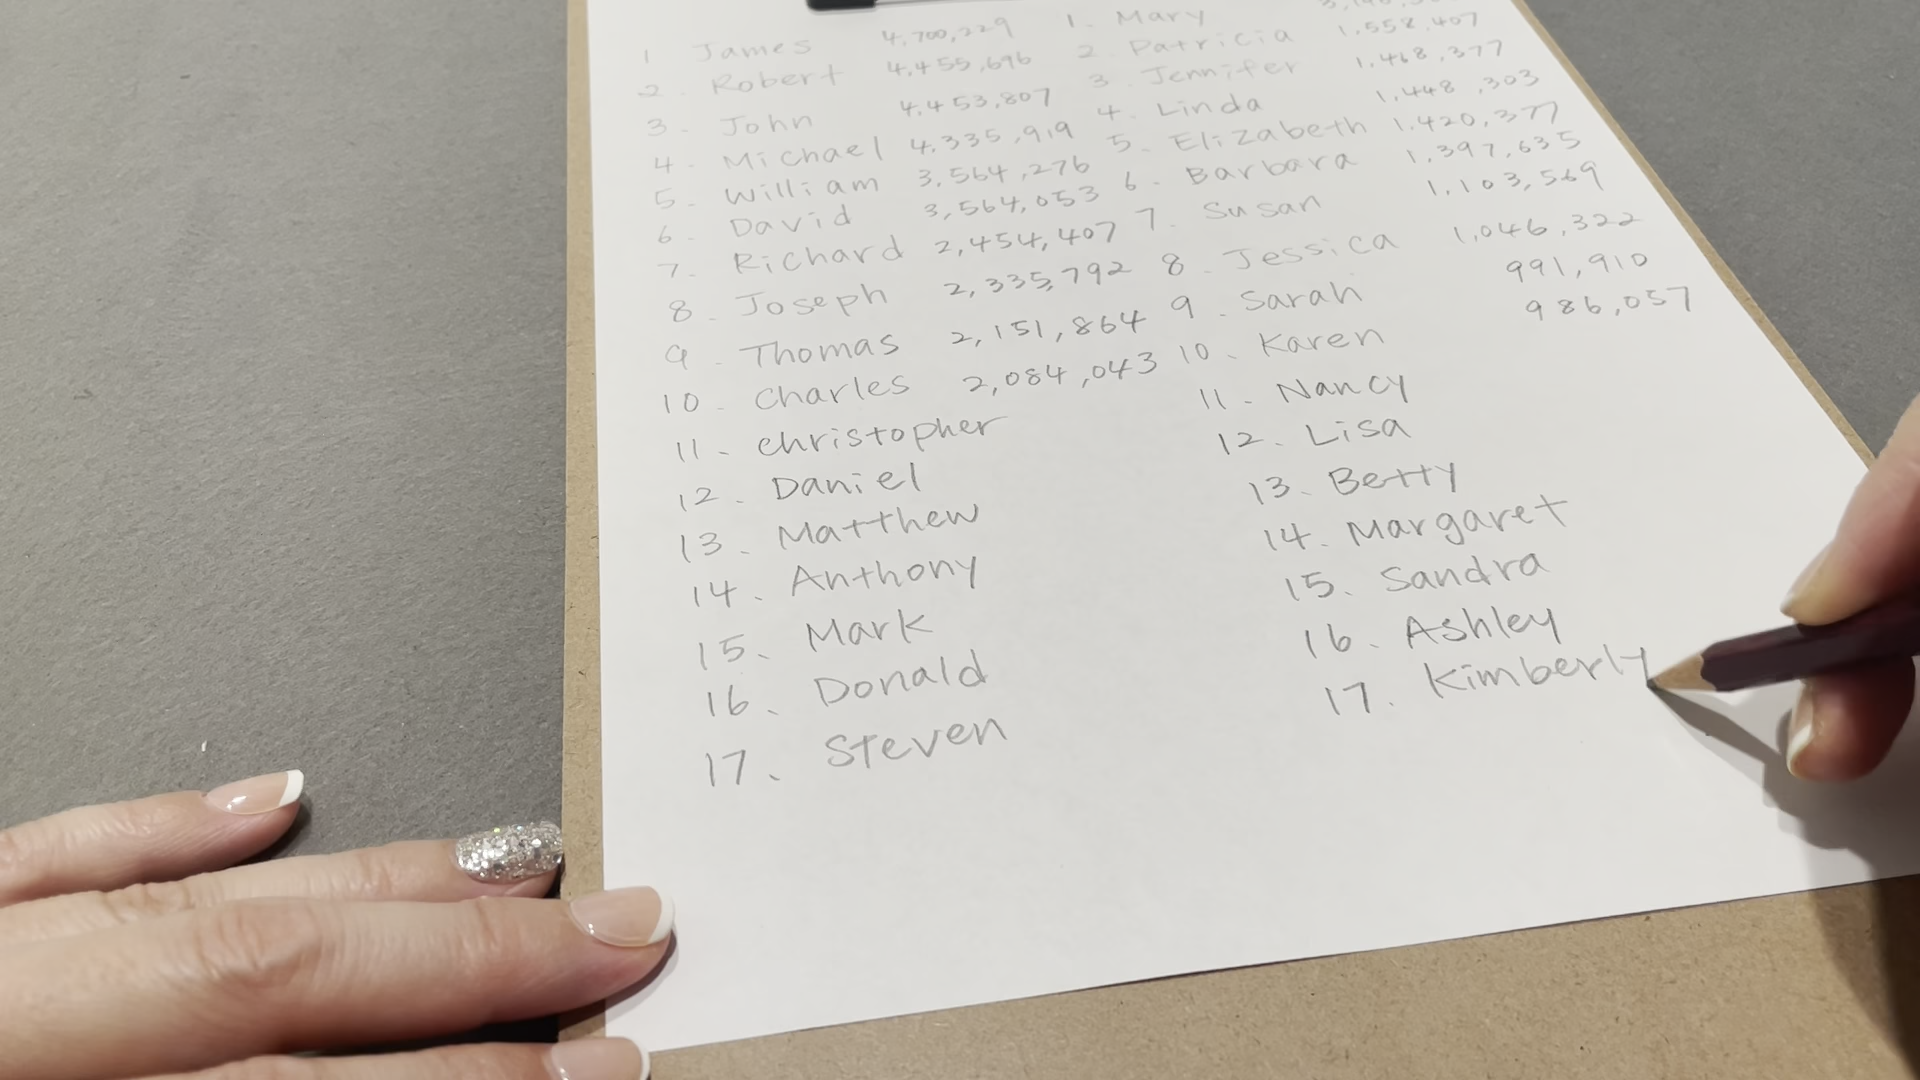 1 James 4,700,229 1. Mary
2. Robert 4,455,696 2. Patricia 1,558,407
3. John 4,453,807 3. Jennifer 1,468,377
4. Michael 4,335,919 4. Linda 1,448,303
5. William 3,564,276 5. Elizabeth 1,420,377
6. David 3,564,053 6. Barbara 1,397,635
7. Richard 2,454,407 7. Susan 1,103,569
8. Joseph 2,335,792 8. Jessica 1,046,322
9. Thomas 2,151,864 9. Sarah 991,910
10. Charles 2,084,043 10. Karen 986,057
11. Christopher 11. Nancy
12. Daniel 12. Lisa
13. Matthew 13. Betty
14. Anthony 14. Margaret
15. Mark 15. Sandra
16. Donald 16. Ashley
17. Steven 17. Kimberly